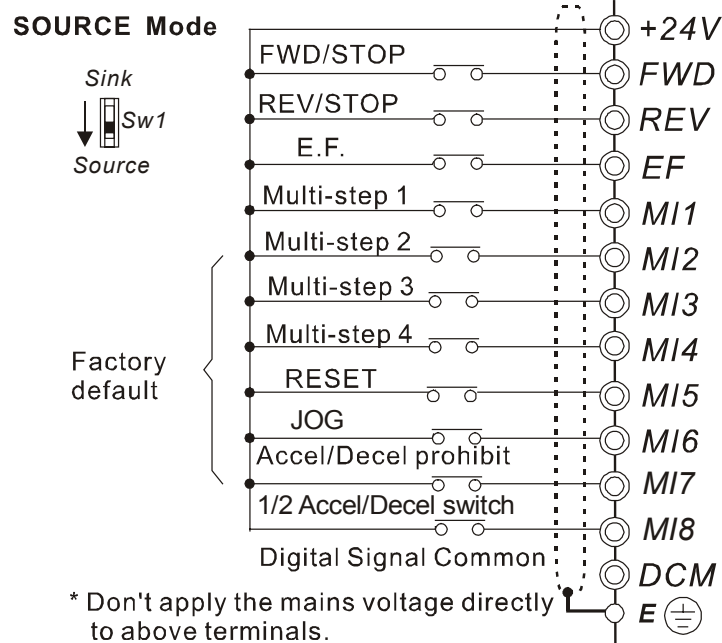 SOURCE Mode
+24V
FWD/STOP
FWD
Sink
Sw1
Source
REV/STOP
REV
E.F.
EF
Multi-step 1
MI1
Multi-step 2
MI2
Multi-step 3
MI3
Multi-step 4
MI4
Factory
default
RESET
MI5
JOG
MI6
Accel/Decel prohibit
MI7
1/2 Accel/Decel switch
MI8
Digital Signal Common
DCM
* Don't apply the mains voltage directly
to above terminals.
E